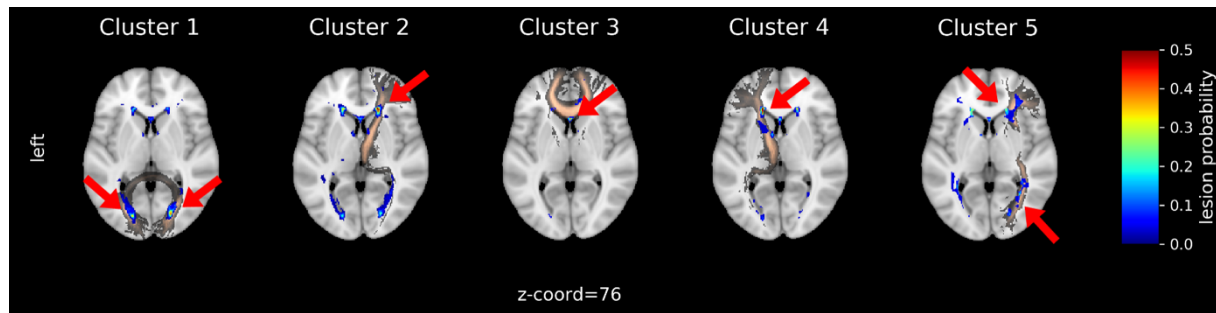 Cluster 1
Cluster 2
Cluster 3
Cluster 4
Cluster 5
left
0.5
0.4
0.3
0.2
0.1
0.0
lesion probability
z-coord=76